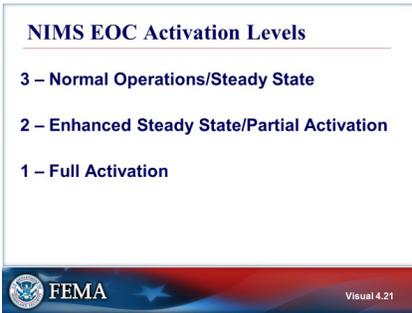 NIMS EOC Activation Levels
3 – Normal Operations/Steady State
2 – Enhanced Steady State/Partial Activation
1 – Full Activation
FEMA
Visual 4.21